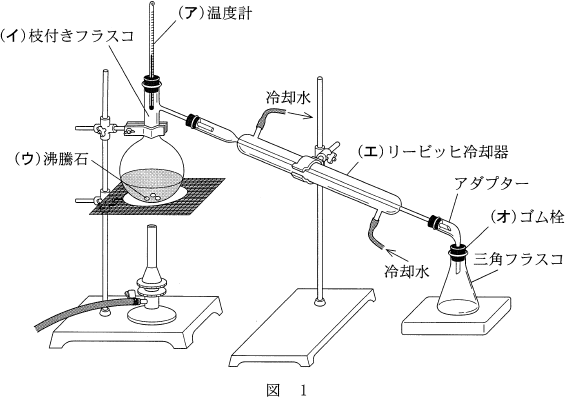 (ア)温度計
(イ)枝付きフラスコ
冷却水
(ウ)沸騰石
(エ)リービッヒ冷却器
アダプター
(オ)ゴム栓
三角フラスコ
冷却水
図 1